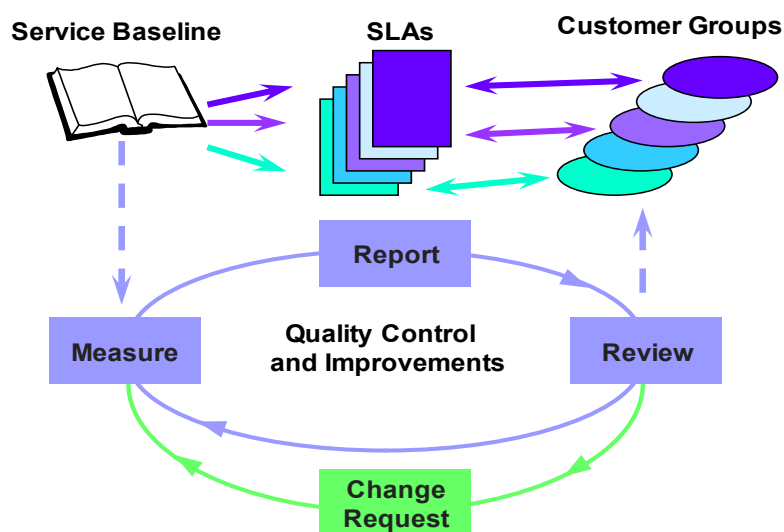 Service Baseline
SLAs
Customer Groups
Report
Measure
Quality Control
and Improvements
Review
Change
Request